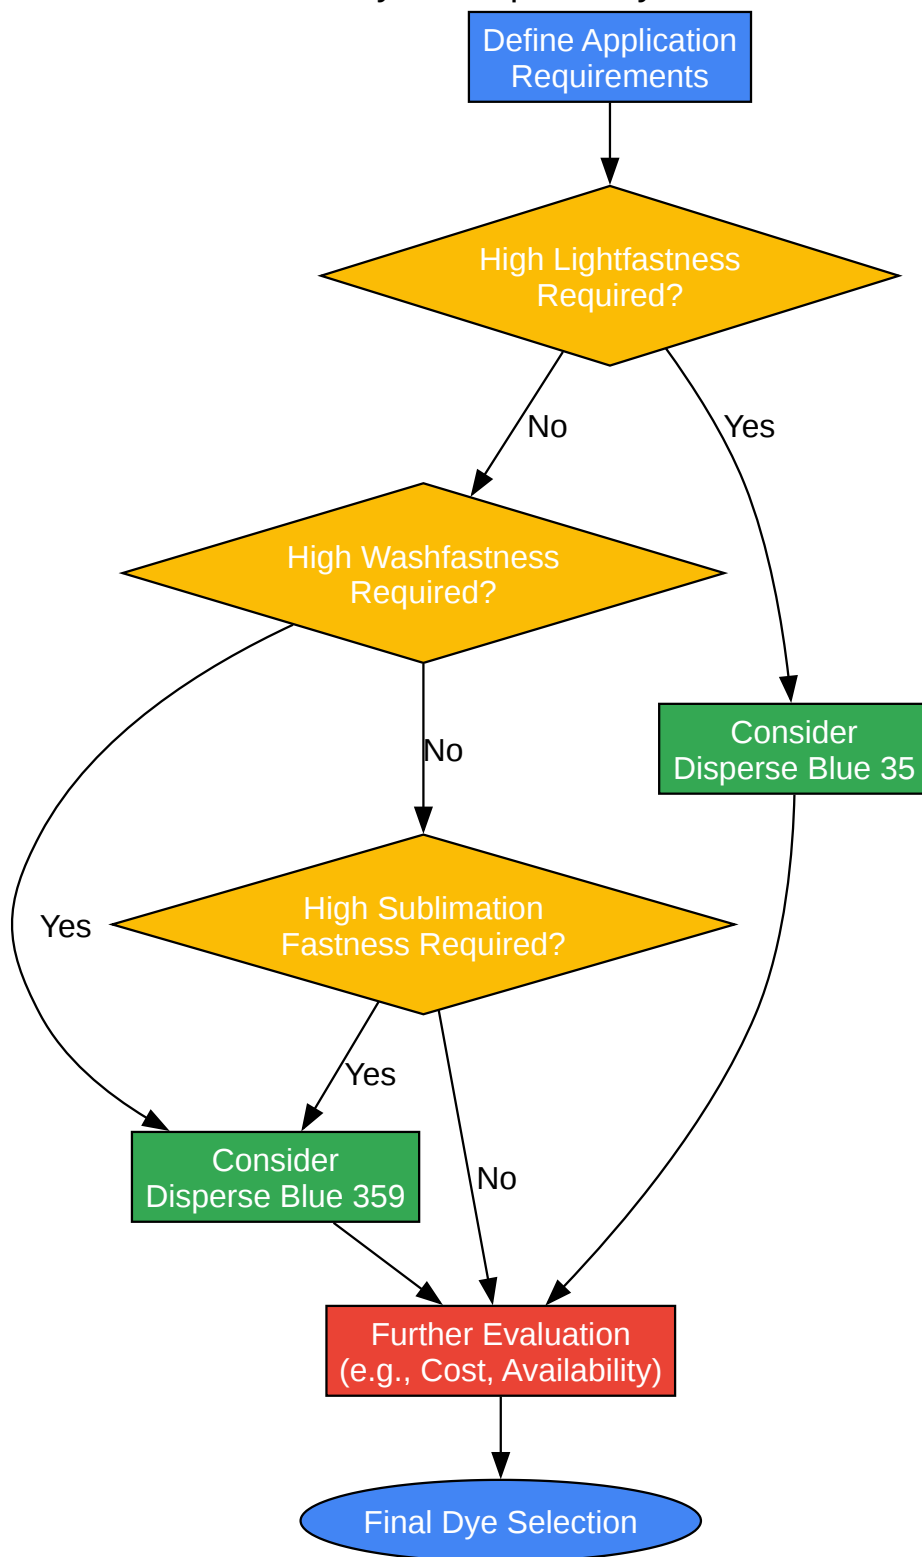 Define Application
Requirements
High Lightfastness
Required?
No
Yes
High Washfastness
Required?
Consider
Disperse Blue 35
No
High Sublimation
Fastness Required?
Yes
Yes
Consider
Disperse Blue 359
No
Further Evaluation
(e.g., Cost, Availability)
Final Dye Selection